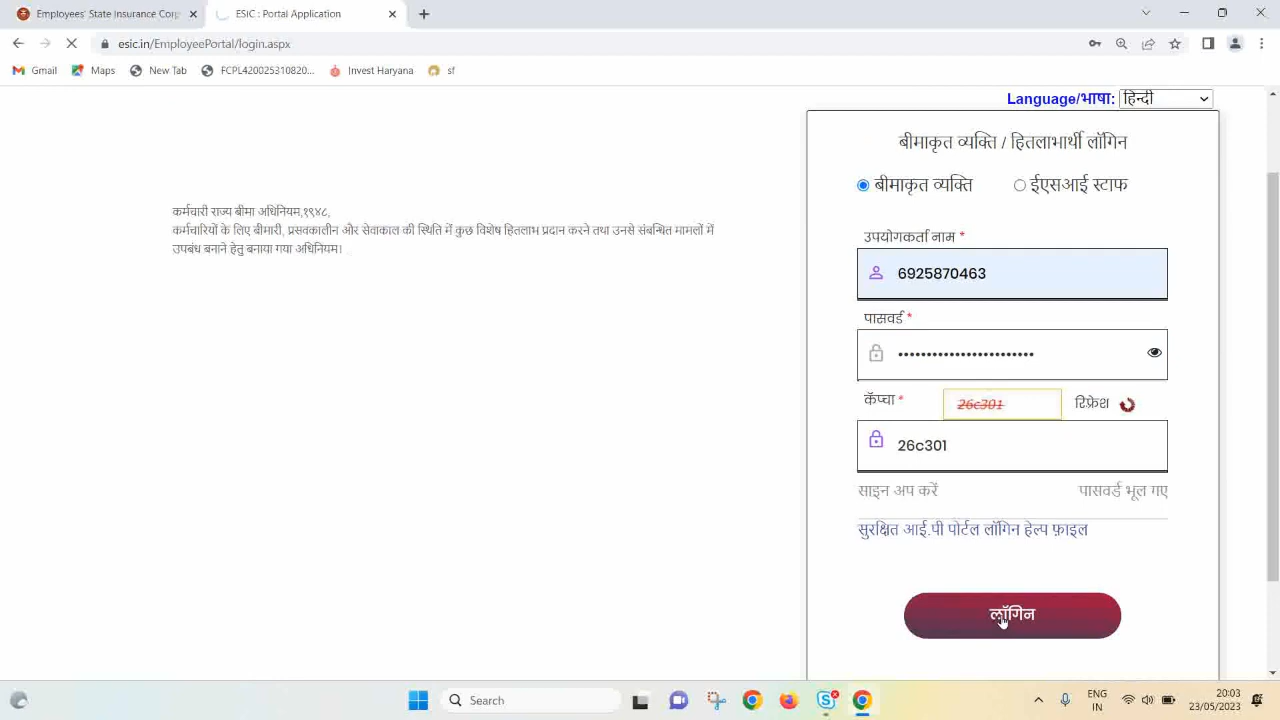 Employees' State Insurance Corp
ESIC : Portal Application
esic.in/EmployeePortal/login.aspx
Gmail
Maps
New Tab
FCPL420025310820...
Invest Haryana
sf
Language/भाषा: हिन्दी
बीमाकृत व्यक्ति / हितलाभार्थी लॉगिन
बीमाकृत व्यक्ति
ईएसआई स्टाफ
कर्मचारी राज्य बीमा अधिनियम,१९४८,
कर्मचारियों के लिए बीमारी, प्रसवकालीन और सेवाकाल की स्थिति में कुछ विशेष हितलाभ प्रदान करने तथा उनसे संबन्धित मामलों में
उपबंध बनाने हेतु बनाया गया अधिनियम।
उपयोगकर्ता नाम *
6925870463
पासवर्ड *
कॅप्चा *
26c301
रिफ्रेश
26c301
साइन अप करें
पासवर्ड भूल गए
सुरक्षित आई.पी पोर्टल लॉगिन हेल्प फ़ाइल
लॉगिन
Search
ENG
IN
20:03
23/05/2023